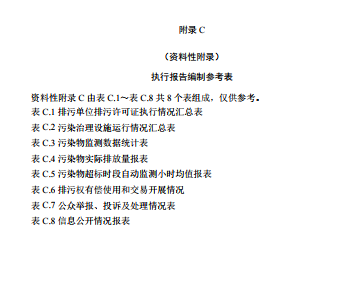 附录 C
（资料性附录）
执行报告编制参考表
资料性附录 C 由表 C.1～表 C.8 共 8 个表组成，仅供参考。
表 C.1 排污单位排污许可证执行情况汇总表
表 C.2 污染治理设施运行情况汇总表
表 C.3 污染物监测数据统计表
表 C.4 污染物实际排放量报表
表 C.5 污染物超标时段自动监测小时均值报表
表 C.6 排污权有偿使用和交易开展情况
表 C.7 公众举报、投诉及处理情况表
表 C.8 信息公开情况报表